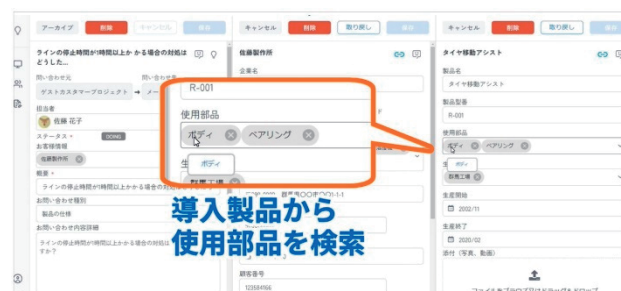 アーカイブ
削除
キャンセル
保存
ラインの停止時間が1時間以上か かる場合の対処は
どうした...
問い合わせ元
テストカスタマープロジェクト
担当者
佐藤 花子
ステータス
DOING
お客様情報
佐藤製作所
概要
ラインの停止時間が1時間以上かかる場合の
お問い合わせ種別
製品の仕様
お問い合わせ内容詳細
ラインの停止時間が1時間以上かかる場合の対処
すか？
キャンセル
削除
取り戻し
保存
佐藤製作所
企業名
顧客番号
123584166
R-001
使用部品
ボディ
ベアリング
ボディ
群馬工場
導入製品から
使用部品を検索
キャンセル
削除
取り戻し
保存
タイヤ移動アシスト
製品名
タイヤ移動アシスト
製品型番
R-001
使用部品
ボディ
ベアリング
ボディ
群馬工場
生産開始
2002/11
生産終了
2020/02
添付（写真、動画）